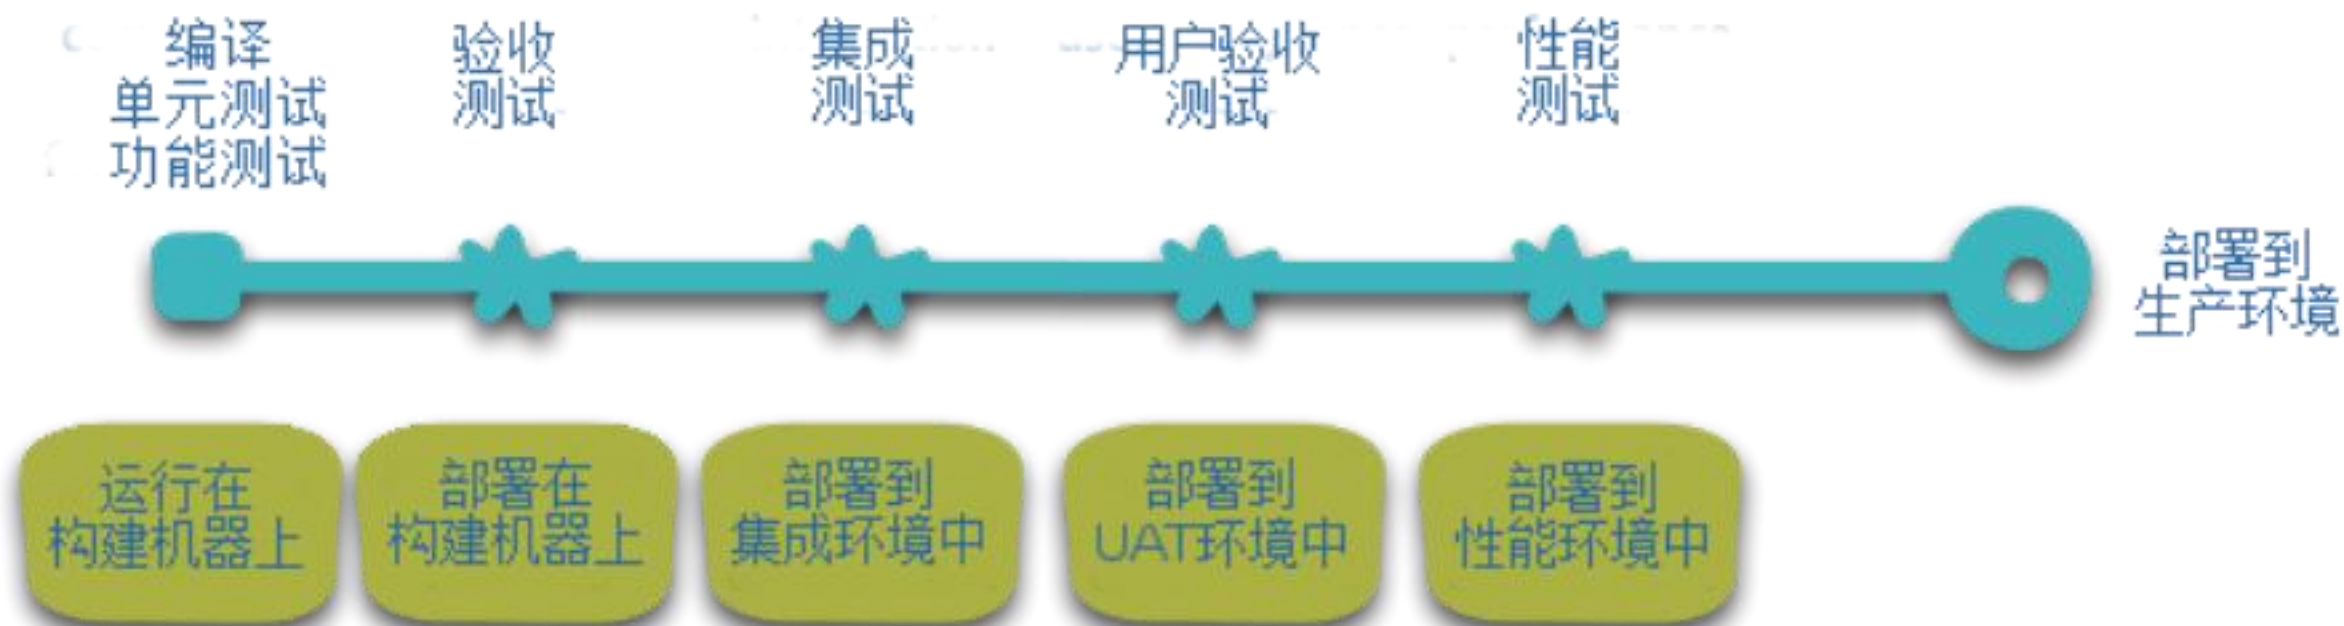 编译
单元测试
功能测试
验收
测试
集成
测试
用户验收
测试
性能
测试
部署到
生产环境
运行在
构建机器上
部署在
构建机器上
部署到
集成环境中
部署到
UAT环境中
部署到
性能环境中